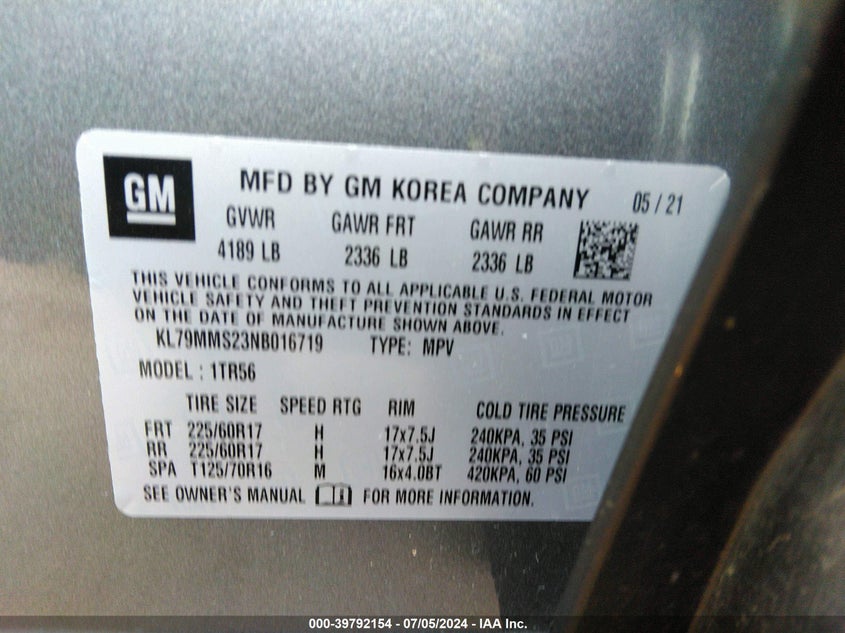 GM
MFD BY GM KOREA COMPANY 05 / 21
GVWR GAWR FRT GAWR RR
4189 LB 2336 LB 2336 LB
THIS VEHICLE CONFORMS TO ALL APPLICABLE U.S. FEDERAL MOTOR
VEHICLE SAFETY AND THEFT PREVENTION STANDARDS IN EFFECT
ON THE DATE OF MANUFACTURE SHOWN ABOVE.
KL79MMS23NB016719 TYPE: MPV
MODEL : 1TR56
TIRE SIZE SPEED RTG RIM COLD TIRE PRESSURE
FRT 225/60R17 H 17x7.5J 240KPA, 35 PSI
RR 225/60R17 H 17x7.5J 240KPA, 35 PSI
SPA T125/70R16 M 16x4.0BT 420KPA, 60 PSI
SEE OWNER'S MANUAL FOR MORE INFORMATION.
000-39792154 - 07/05/2024 - IAA Inc.